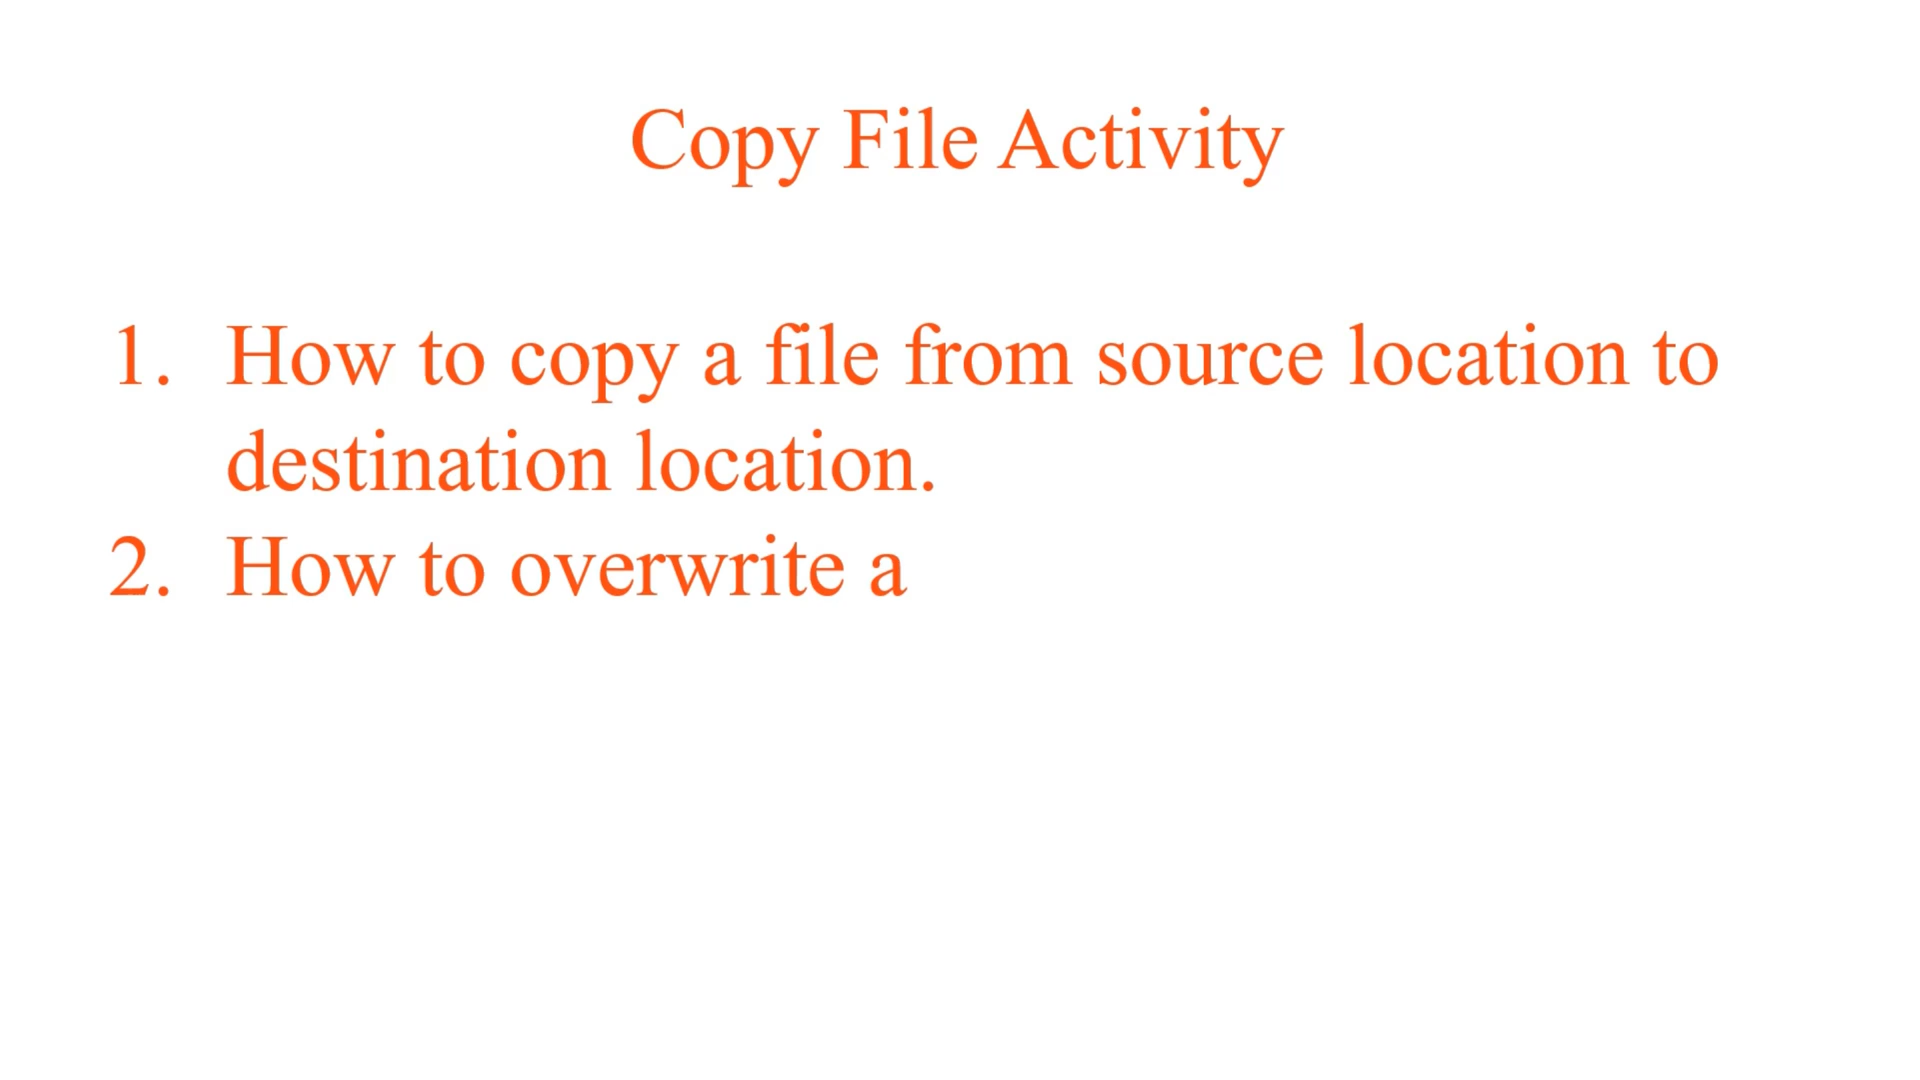 Copy File Activity
1. How to copy a file from source location to
destination location.
2. How to overwrite a